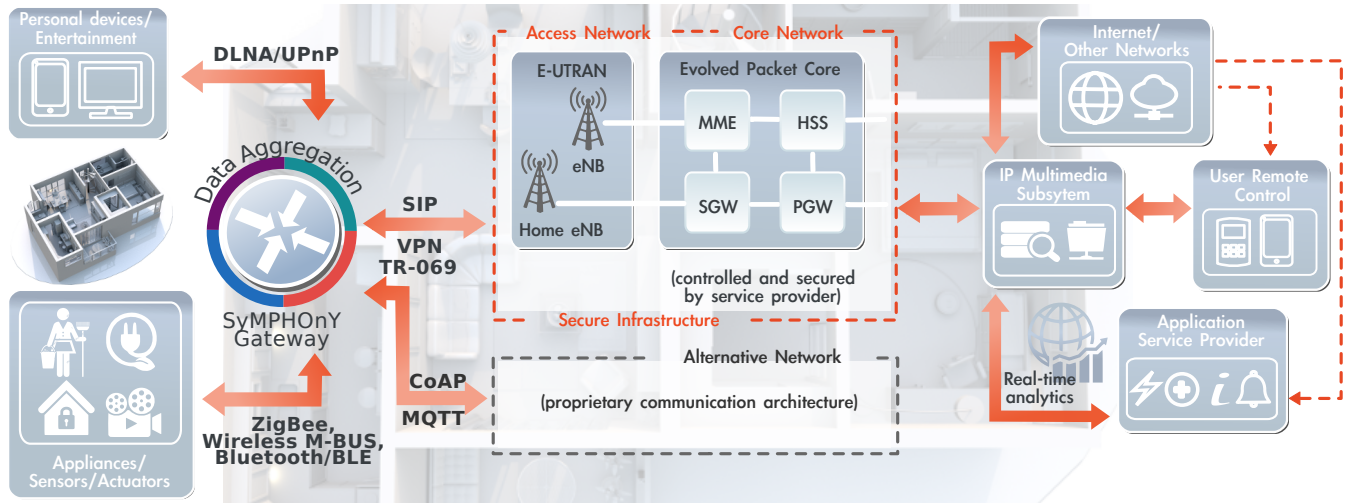 Personal devices/
Entertainment
DLNA/UPnP
Data Aggregation
SyMPHOnY
Gateway
Appliances/
Sensors/Actuators
ZigBee,
Wireless M-BUS,
Bluetooth/BLE
SIP
VPN
TR-069
CoAP
MQTT
Access Network
Core Network
E-UTRAN
eNB
Home eNB
Evolved Packet Core
MME
HSS
SGW
PGW
(controlled and secured
by service provider)
Secure Infrastructure
Alternative Network
(proprietary communication architecture)
Internet/
Other Networks
IP Multimedia
Subsytem
User Remote
Control
Real-time
analytics
Application
Service Provider